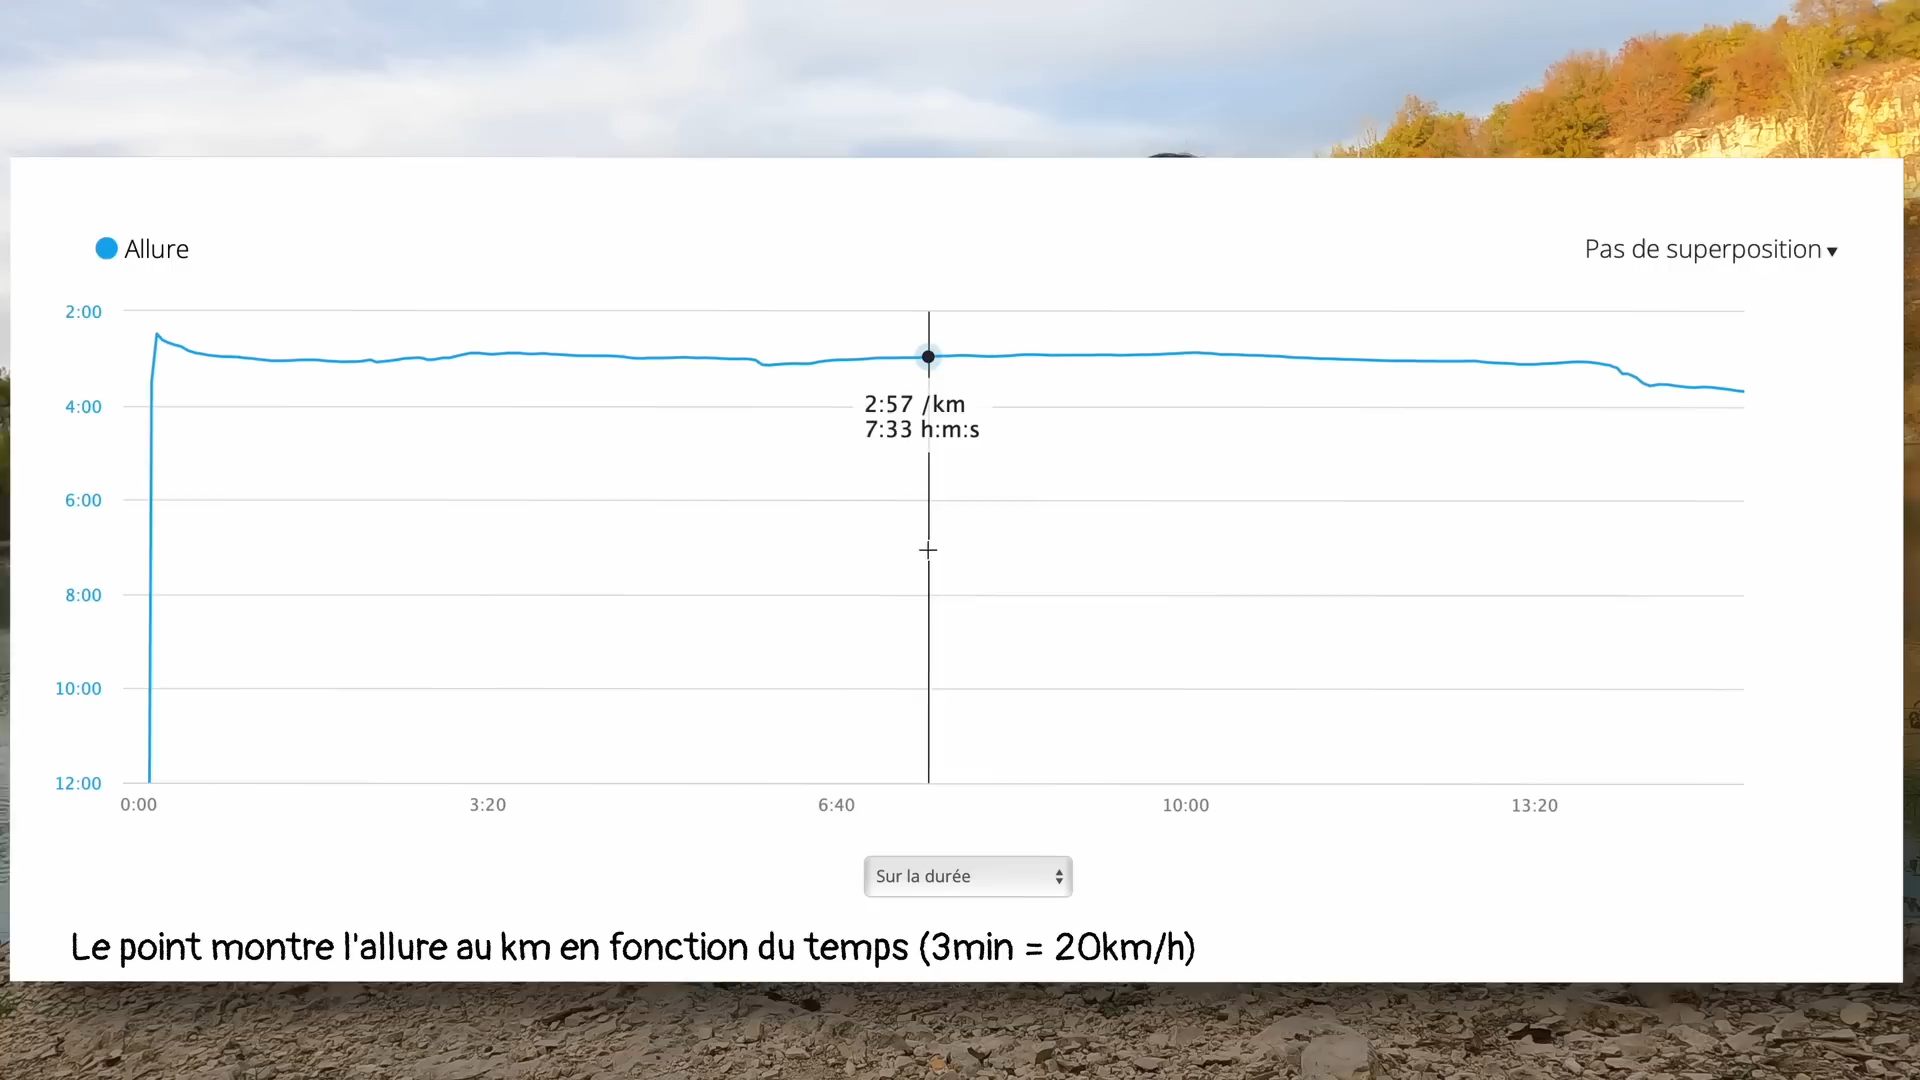 Allure
Pas de superposition
2:00
4:00
2:57 /km
7:33 h:m:s
6:00
8:00
10:00
12:00
0:00 3:20 6:40 10:00 13:20
Sur la durée
Le point montre l'allure au km en fonction du temps (3min = 20km/h)